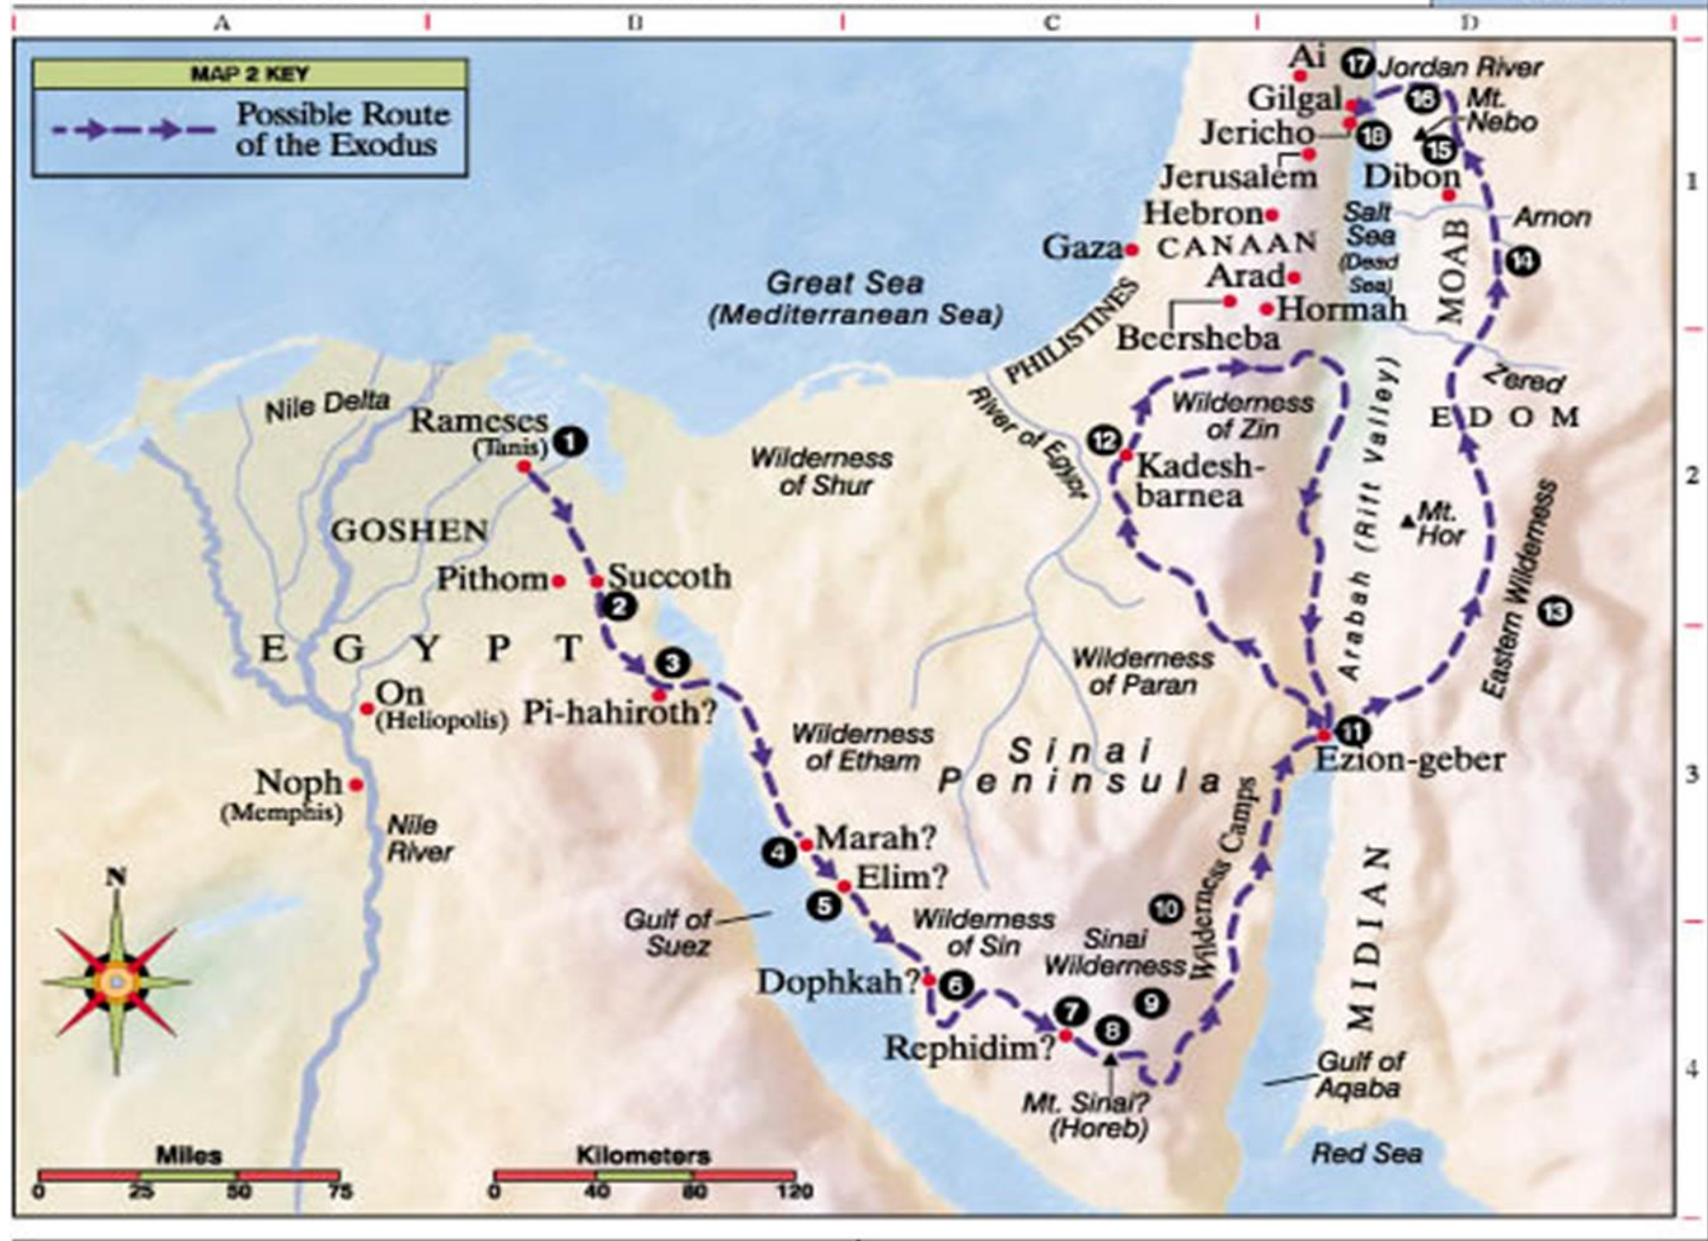 A
B
C
D
MAP 2 KEY
Possible Route
of the Exodus
1
2
3
4
Ai
17
Jordan River
Gilgal
16
Mt.
Nebo
Jericho
18
15
Jerusalem
Dibon
Hebron
Salt
Sea
(Dead
Sea)
Arnon
Gaza
CANAAN
MOAB
14
Arad
Hormah
Beersheba
Great Sea
(Mediterranean Sea)
PHILISTINES
Zered
EDOM
Nile Delta
Rameses
(Tanis)
1
River of Egypt
Wilderness
of Zin
12
Kadesh-
barnea
Wilderness
of Shur
Arabah (Rift Valley)
Mt.
Hor
Eastern Wilderness
13
GOSHEN
Pithom
Succoth
2
EGYPT
3
On
(Heliopolis)
Pi-hahiroth?
Wilderness
of Paran
11
Ezion-geber
Wilderness
of Etham
Sinai
Peninsula
Noph
(Memphis)
Nile
River
Marah?
4
Elim?
5
Wilderness Camps
MIDIAN
N
Gulf of
Suez
Wilderness
of Sin
10
Sinai
Wilderness
Dophkah?
6
7
8
9
Rephidim?
Mt. Sinai?
(Horeb)
Gulf of
Aqaba
Red Sea
Miles
0 25 50 75
Kilometers
0 40 80 120